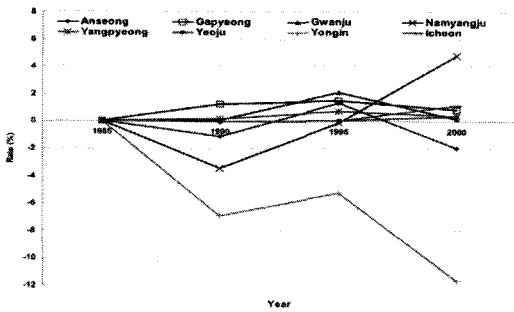 Anseong Gapyeong Gwanju Namyangju
Yangpyeong Yeoju Yongin Icheon
8
6
4
2
0
-2
-4
-6
-8
-10
-12
Rate (%)
1985 1990 1995 2000
Year